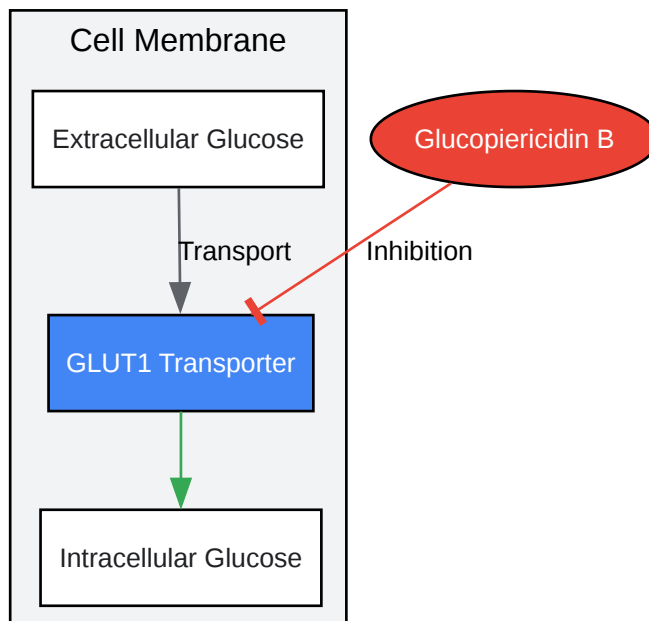 Cell Membrane
Extracellular Glucose
Glucopiericidin B
Transport
Inhibition
GLUT1 Transporter
Intracellular Glucose